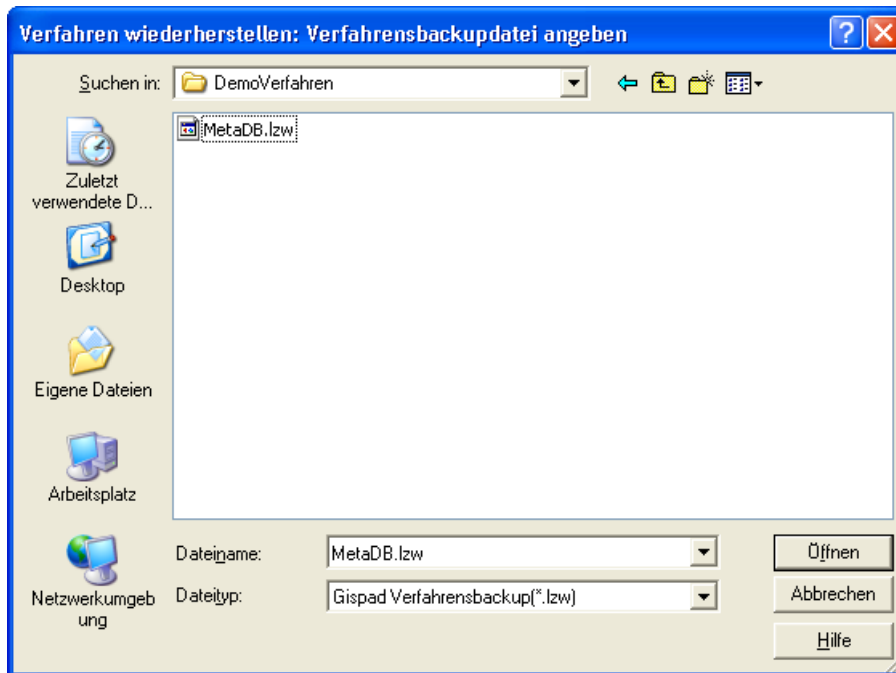 Verfahren wiederherstellen: Verfahrensbackupdatei angeben
Suchen in:
DemoVerfahren
MetaDB.lzw
Zuletzt
verwendete D...
Desktop
Eigene Dateien
Arbeitsplatz
Netzwerkumgeb
ung
Dateiname:
MetaDB.lzw
Öffnen
Dateityp:
Gispad Verfahrensbackup(*.lzw)
Abbrechen
Hilfe